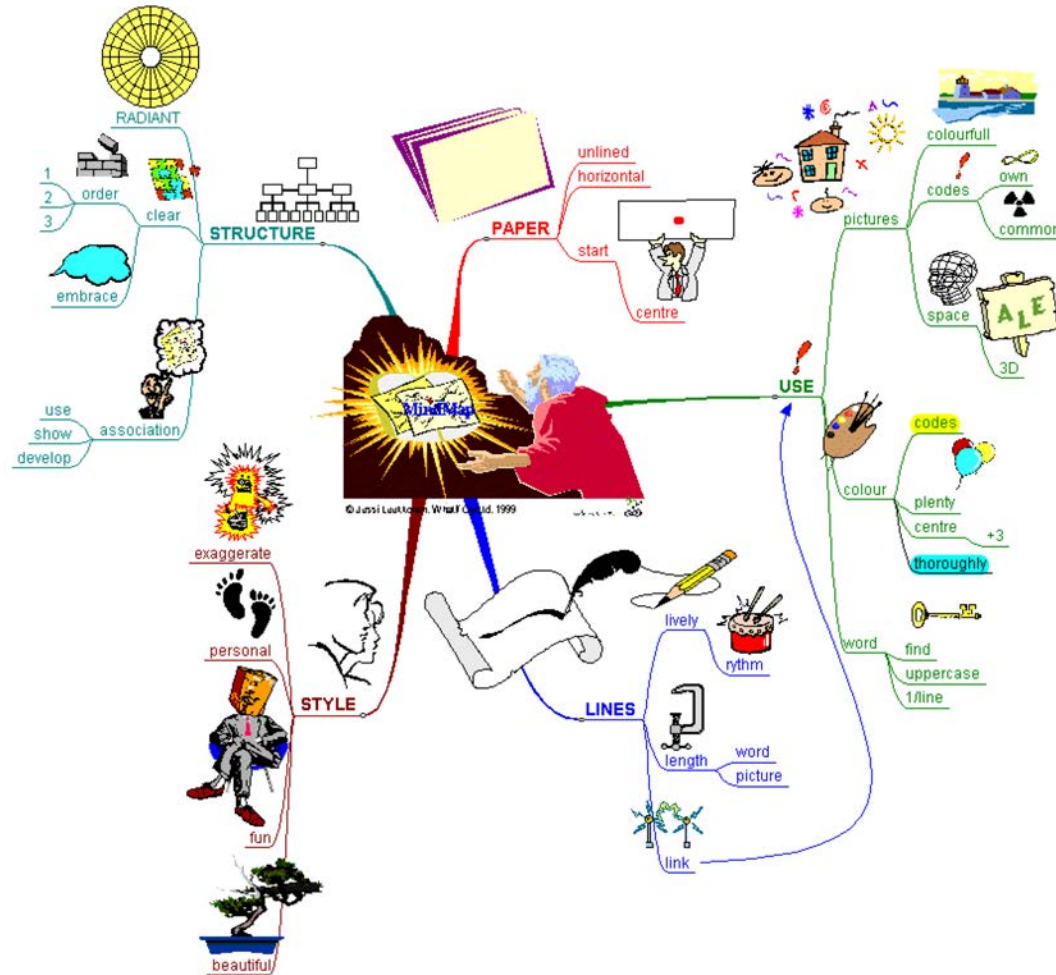 RADIANT
1
2
3
order
clear
embrace
STRUCTURE
use
show
develop
association
PAPER
unlined
horizontal
start
centre
MindMap
USE
pictures
colourfull
codes
own
common
space
A L E
3D
colour
codes
plenty
centre
+3
thoroughly
word
find
uppercase
1/line
LINES
lively
rythm
length
word
picture
link
STYLE
exaggerate
personal
fun
beautiful